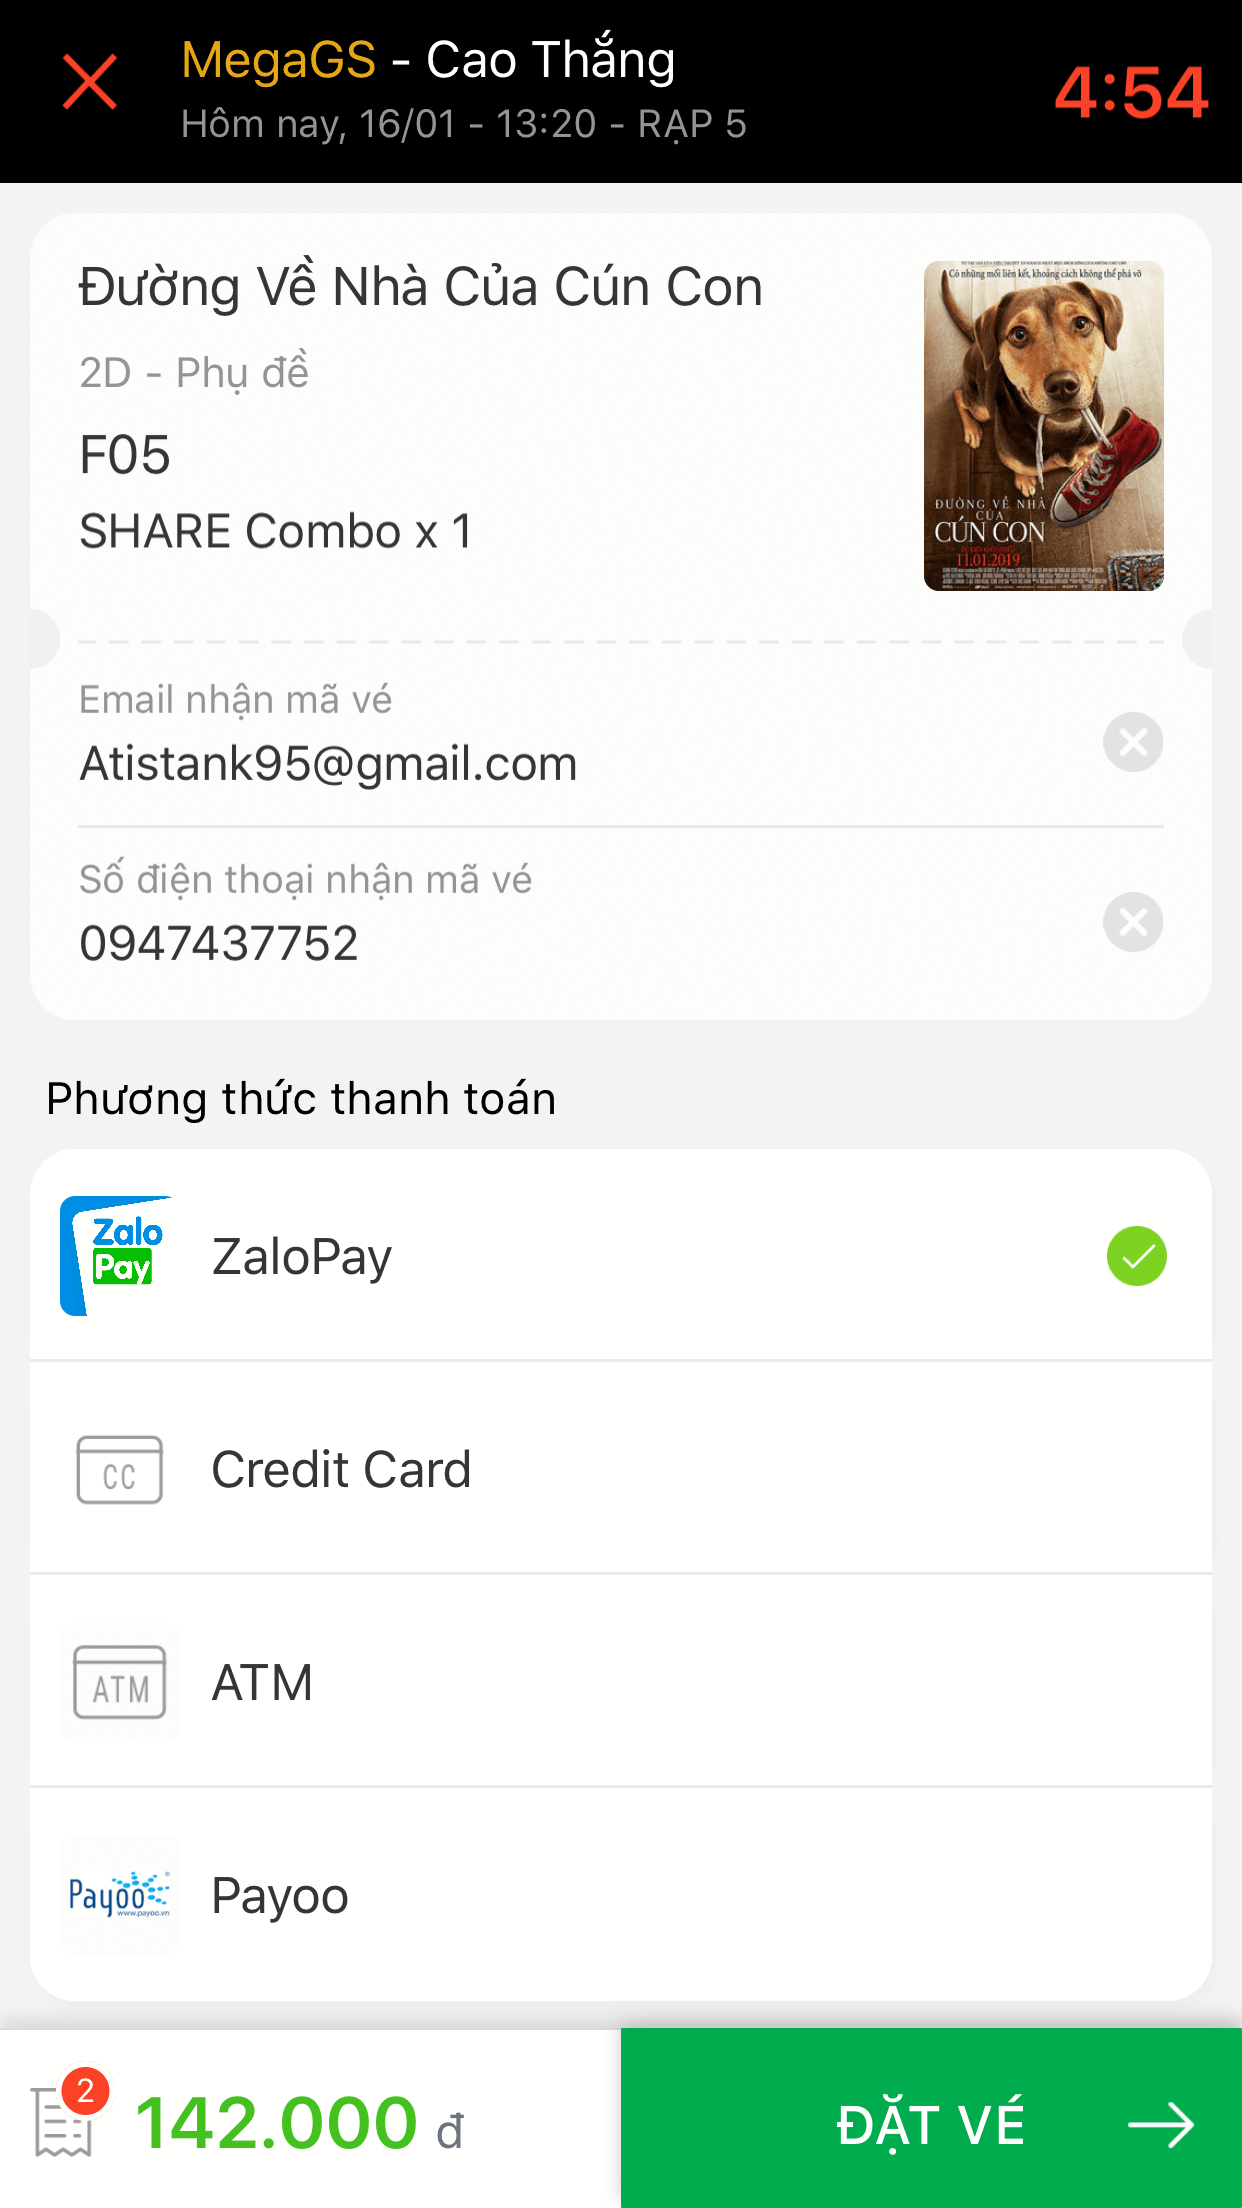 MegaGS - Cao Thắng
Hôm nay, 16/01 - 13:20 - RẠP 5
4:54
Đường Về Nhà Của Cún Con
2D - Phụ đề
F05
SHARE Combo x 1
Có những mối liên kết, khoảng cách không thể phá vỡ
ĐƯỜNG VỀ NHÀ
CỦA
CÚN CON
11.01.2019
Email nhận mã vé
Atistank95@gmail.com
Số điện thoại nhận mã vé
0947437752
Phương thức thanh toán
Zalo
Pay
ZaloPay
CC
Credit Card
ATM
ATM
Payoo
www.payoo.vn
Payoo
2
142.000 đ
ĐẶT VÉ